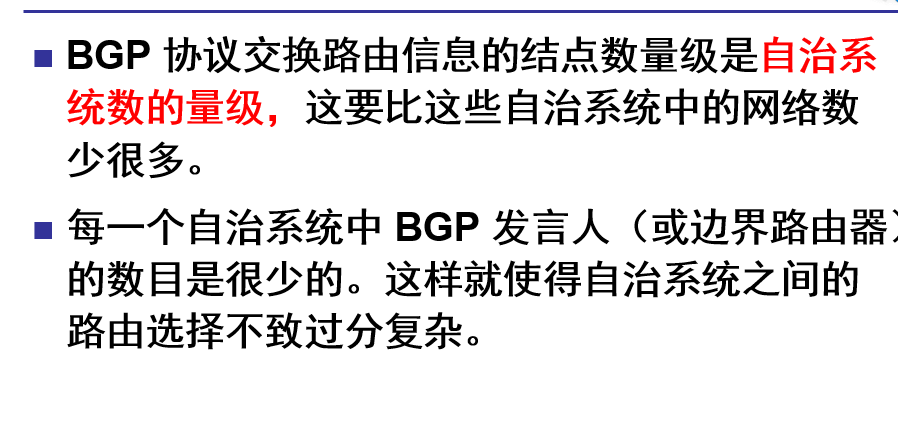 BGP 协议交换路由信息的结点数量级是自治系
统数的量级，这要比这些自治系统中的网络数
少很多。
每一个自治系统中 BGP 发言人（或边界路由器）
的数目是很少的。这样就使得自治系统之间的
路由选择不致过分复杂。